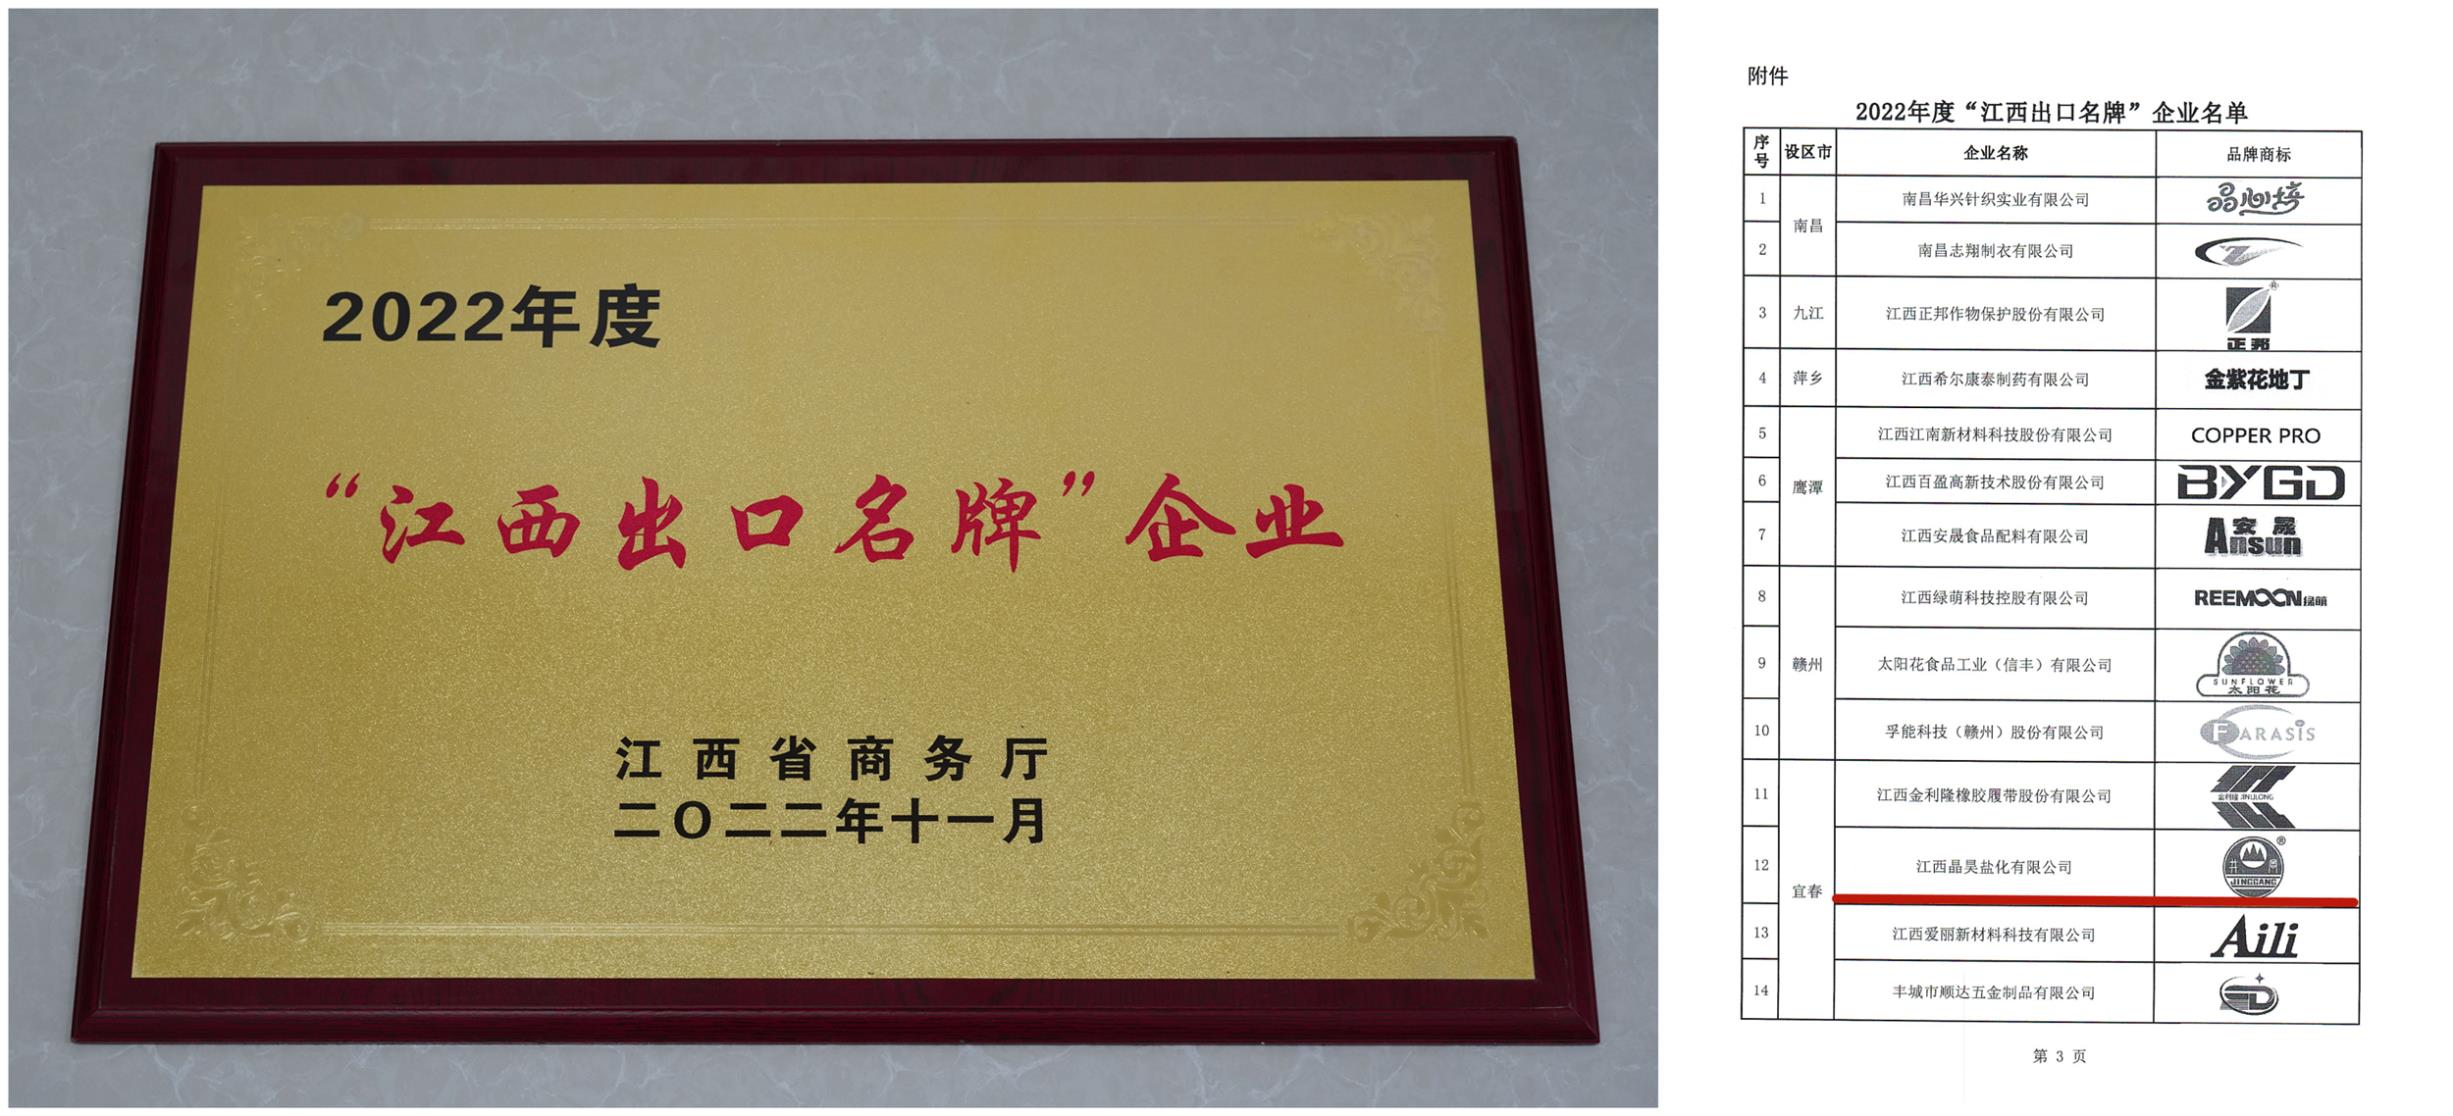 2022年度
“江西出口名牌”企业
江西省商务厅
二〇二二年十一月
附件
2022年度“江西出口名牌”企业名单
序号 设区市 企业名称 品牌商标
1 南昌 南昌华兴针织实业有限公司
2 南昌志翔制衣有限公司
3 九江 江西正邦作物保护股份有限公司 正邦
4 萍乡 江西希尔康泰制药有限公司 金紫花地丁
5 鹰潭 江西江南新材料科技股份有限公司 COPPER PRO
6 江西百盈高新技术股份有限公司 BYGD
7 江西安晟食品配料有限公司 安晟 Ansun
8 赣州 江西绿萌科技控股有限公司 REEMOON绿萌
9 太阳花食品工业（信丰）有限公司 SUNFLOWER 太阳花
10 孚能科技（赣州）股份有限公司 FARASIS
11 宜春 江西金利隆橡胶履带股份有限公司 金利隆 JINLILONG
12 江西晶昊盐化有限公司 JINGGANG
13 江西爱丽新材料科技有限公司 Aili
14 丰城市顺达五金制品有限公司
第 3 页